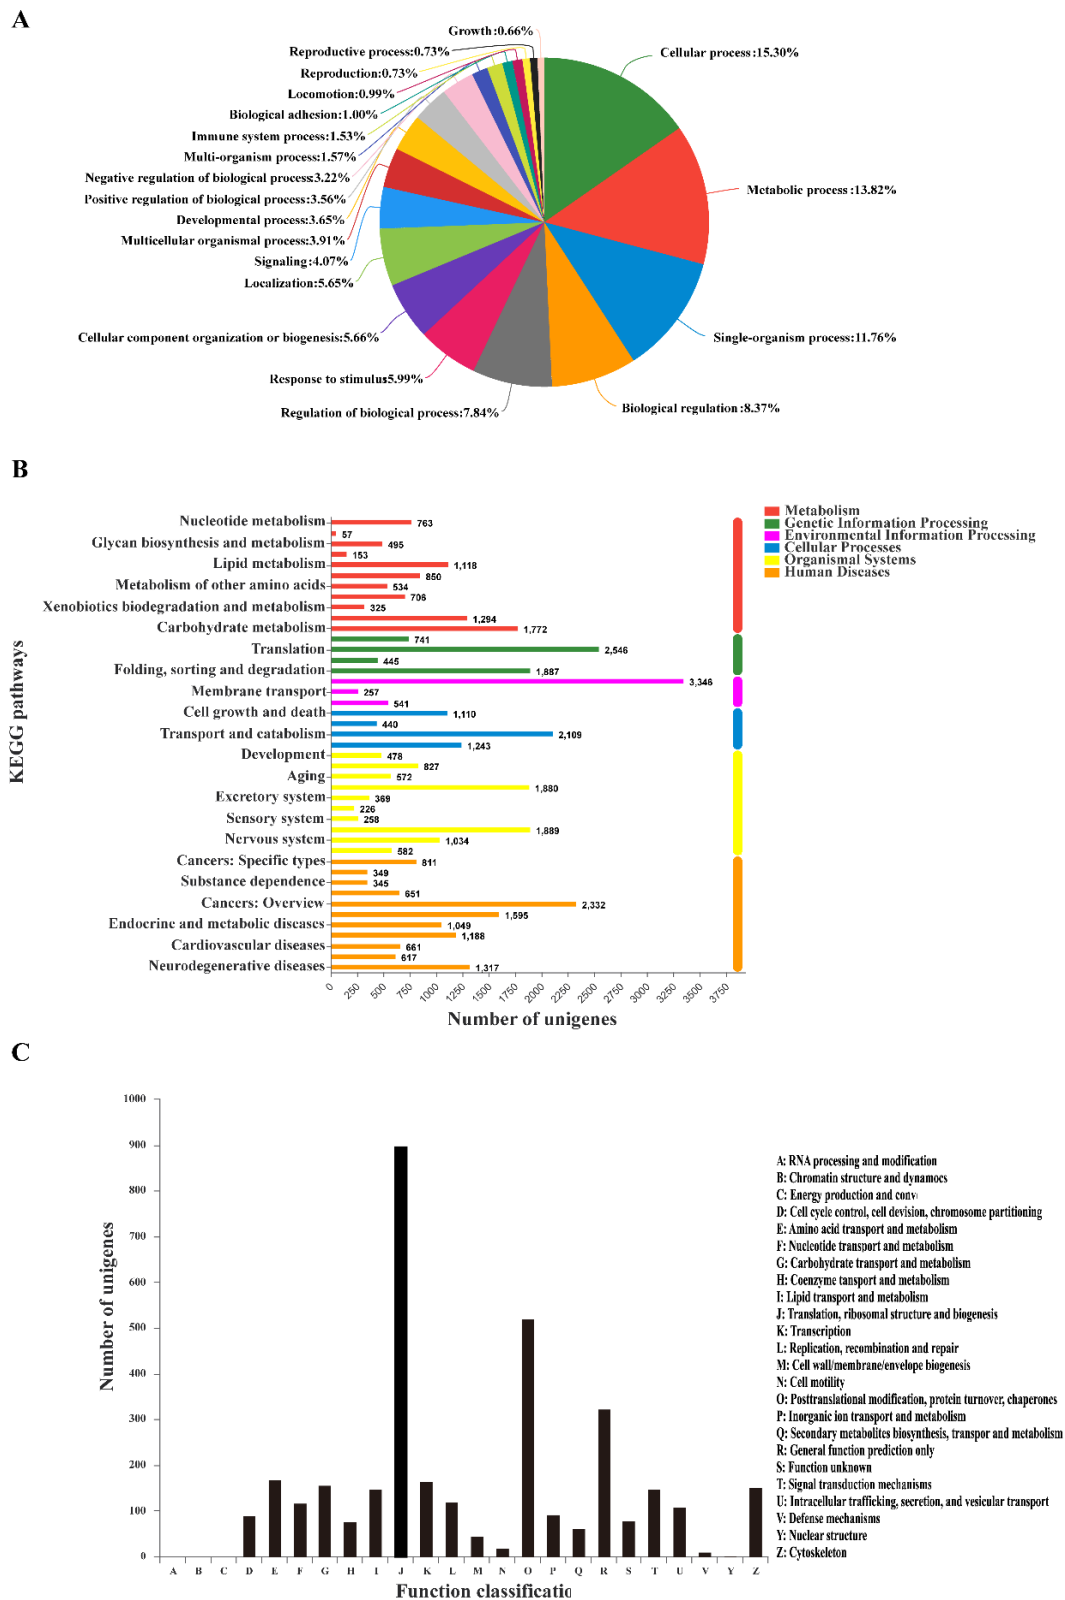 A
Growth:0.66%
Reproductive process:0.73%
Reproduction:0.73%
Locomotion:0.99%
Biological adhesion:1.00%
Immune system process:1.53%
Multi-organism process:1.57%
Negative regulation of biological process:3.22%
Positive regulation of biological process:3.56%
Developmental process:3.65%
Multicellular organismal process:3.91%
Signaling:4.07%
Localization:5.65%
Cellular component organization or biogenesis:5.66%
Response to stimulus:5.99%
Regulation of biological process:7.84%
Cellular process:15.30%
Metabolic process:13.82%
Single-organism process:11.76%
Biological regulation:8.37%
B
KEGG pathways
Nucleotide metabolism 763
57
Glycan biosynthesis and metabolism 495
153
Lipid metabolism 1,118
850
Metabolism of other amino acids 534
706
Xenobiotics biodegradation and metabolism 325
1,294
Carbohydrate metabolism 1,772
741
Translation 2,546
445
Folding, sorting and degradation 1,887
3,346
Membrane transport 257
541
Cell growth and death 1,110
440
Transport and catabolism 2,109
1,243
Development 478
827
Aging 572
1,880
Excretory system 369
226
Sensory system 258
1,889
Nervous system 1,034
582
Cancers: Specific types 811
349
Substance dependence 345
651
Cancers: Overview 2,332
1,595
Endocrine and metabolic diseases 1,049
1,188
Cardiovascular diseases 661
617
Neurodegenerative diseases 1,317
0 250 500 750 1000 1250 1500 1750 2000 2250 2500 2750 3000 3250 3500 3750
Number of unigenes
Metabolism
Genetic Information Processing
Environmental Information Processing
Cellular Processes
Organismal Systems
Human Diseases
C
Number of unigenes
1000
900
800
700
600
500
400
300
200
100
0
A B C D E F G H I J K L M N O P Q R S T U V Y Z
Function classificatio
A: RNA processing and modification
B: Chromatin structure and dynamocs
C: Energy production and conv
D: Cell cycle control, cell devision, chromosome partitioning
E: Amino acid transport and metabolism
F: Nucleotide transport and metabolism
G: Carbohydrate transport and metabolism
H: Coenzyme tansport and metabolism
I: Lipid transport and metabolism
J: Translation, ribosomal structure and biogenesis
K: Transcription
L: Replication, recombination and repair
M: Cell wall/membrane/envelope biogenesis
N: Cell motility
O: Posttranslational modification, protein turnover, chaperones
P: Inorganic ion transport and metabolism
Q: Secondary metabolites biosynthesis, transpor and metabolism
R: General function prediction only
S: Function unknown
T: Signal transduction mechanisms
U: Intracellular trafficking, secretion, and vesicular transport
V: Defense mechanisms
Y: Nuclear structure
Z: Cytoskeleton